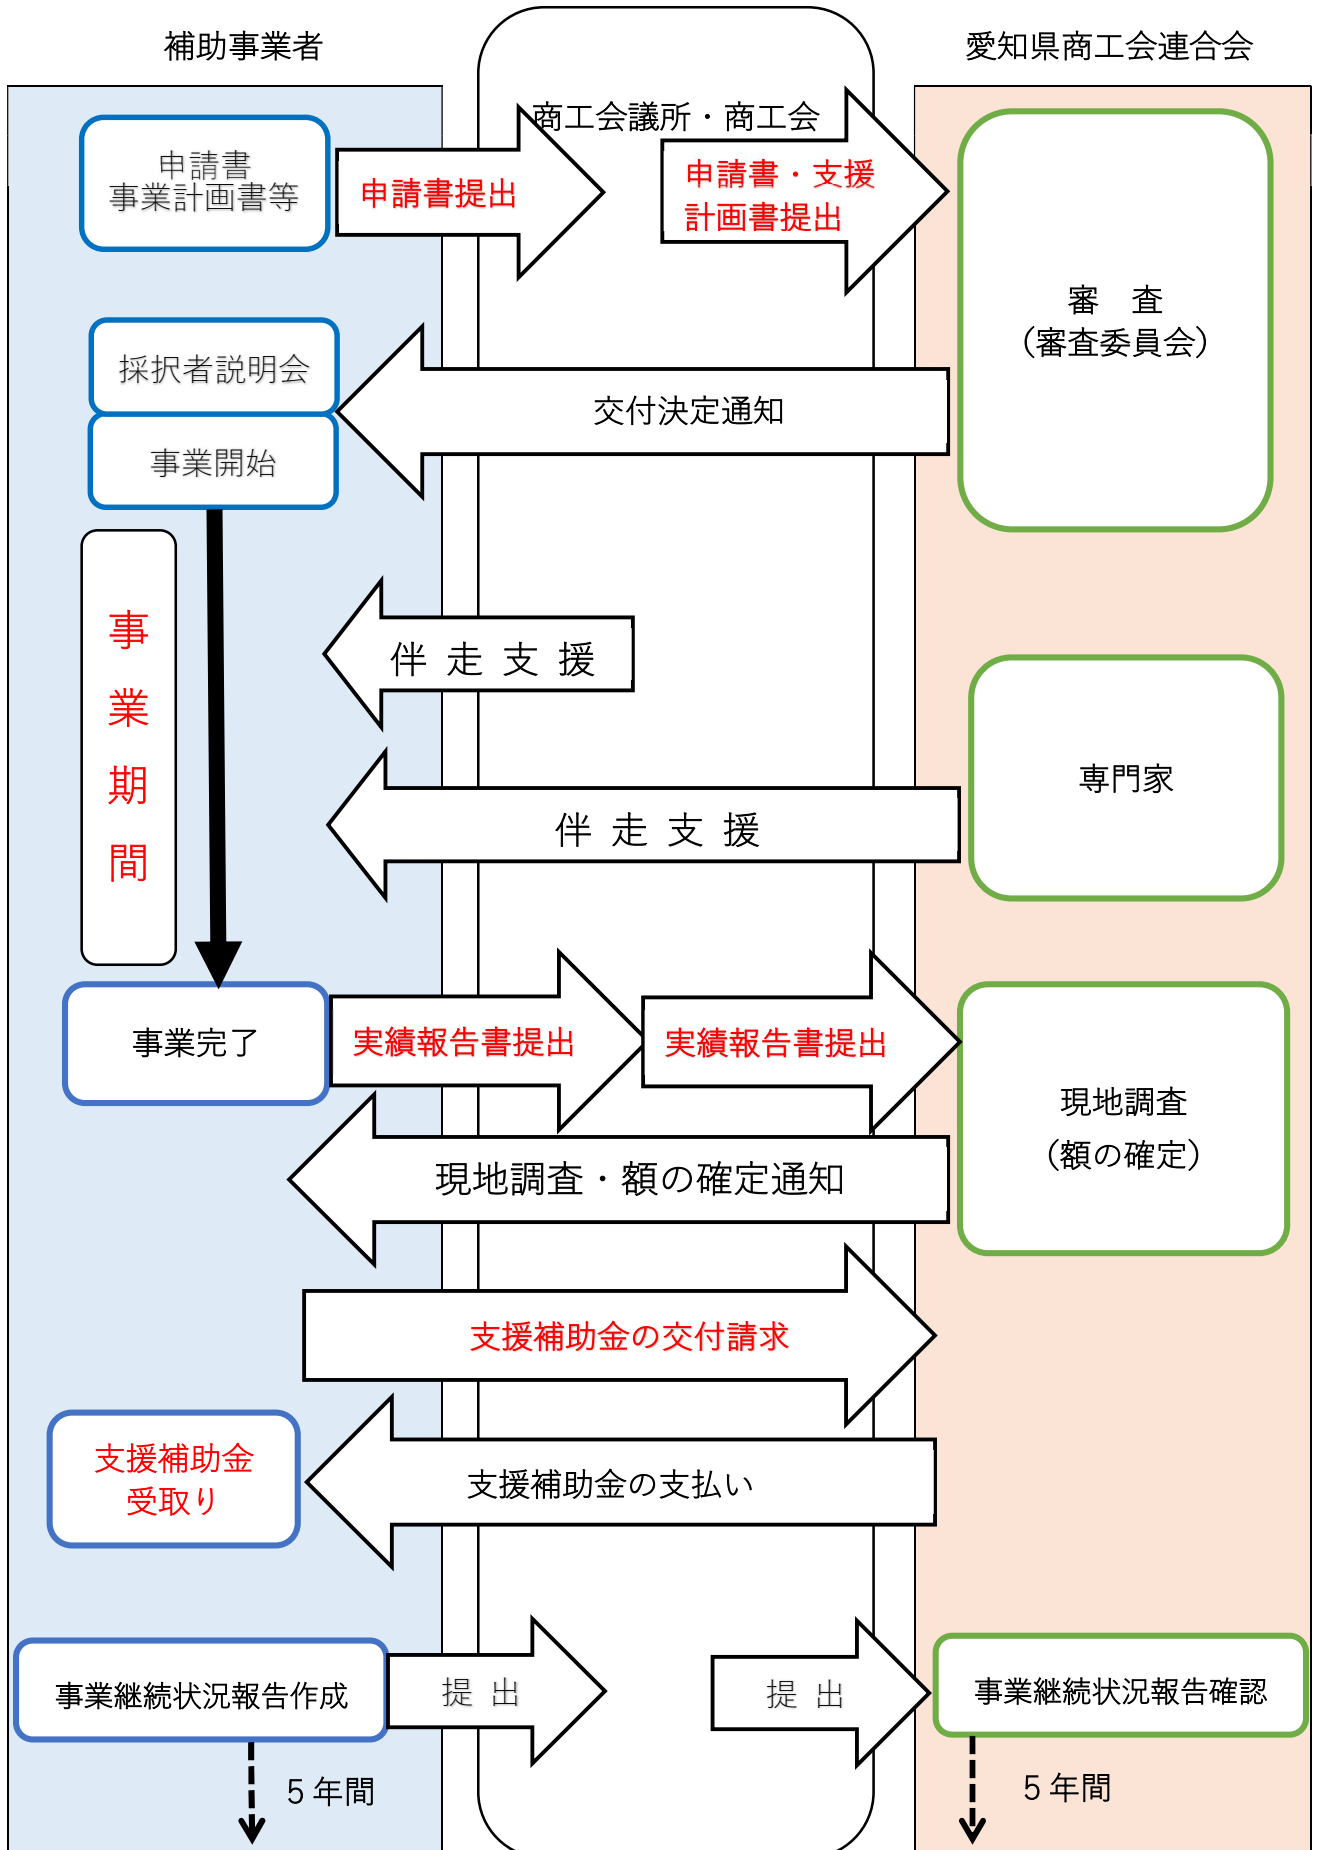 補助事業者
商工会議所・商工会
愛知県商工会連合会
申請書
事業計画書等
申請書提出
申請書・支援
計画書提出
審　査
（審査委員会）
採択者説明会
交付決定通知
事業開始
事
業
期
間
伴 走 支 援
伴 走 支 援
専門家
事業完了
実績報告書提出
実績報告書提出
現地調査
（額の確定）
現地調査・額の確定通知
支援補助金の交付請求
支援補助金
受取り
支援補助金の支払い
事業継続状況報告作成
提 出
提 出
事業継続状況報告確認
5 年間
5 年間